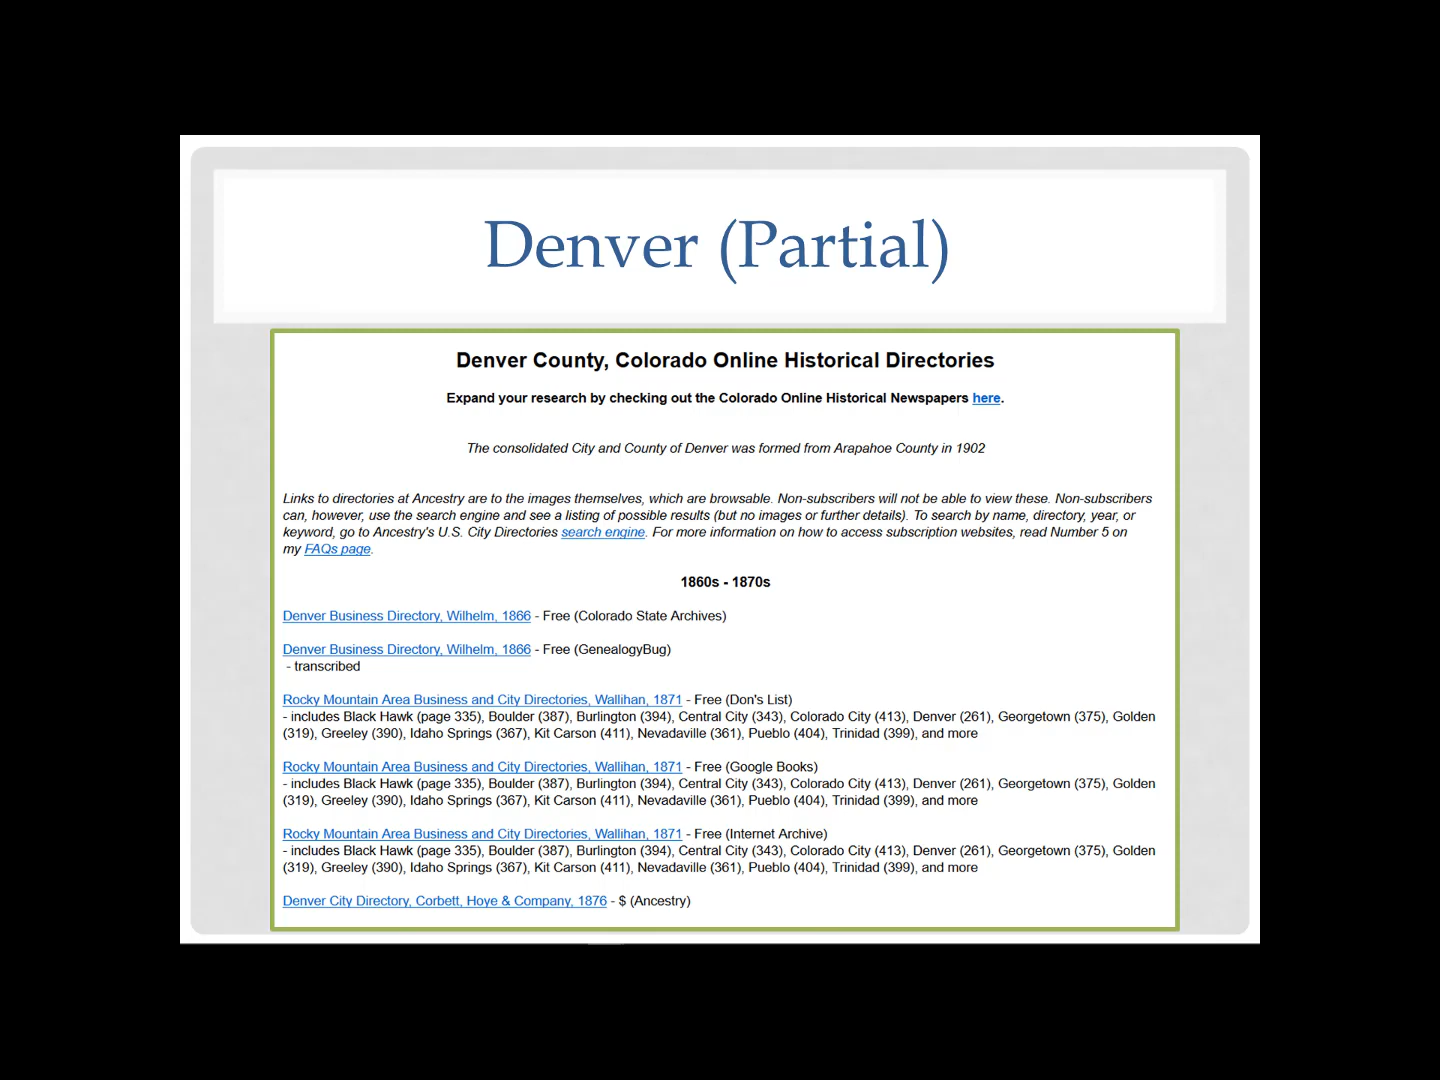 Denver (Partial)
Denver County, Colorado Online Historical Directories
Expand your research by checking out the Colorado Online Historical Newspapers here.
The consolidated City and County of Denver was formed from Arapahoe County in 1902
Links to directories at Ancestry are to the images themselves, which are browsable. Non-subscribers will not be able to view these. Non-subscribers
can, however, use the search engine and see a listing of possible results (but no images or further details). To search by name, directory, year, or
keyword, go to Ancestry's U.S. City Directories search engine. For more information on how to access subscription websites, read Number 5 on
my FAQs page.
1860s - 1870s
Denver Business Directory, Wilhelm, 1866 - Free (Colorado State Archives)
Denver Business Directory, Wilhelm, 1866 - Free (GenealogyBug)
- transcribed
Rocky Mountain Area Business and City Directories, Wallihan, 1871 - Free (Don's List)
- includes Black Hawk (page 335), Boulder (387), Burlington (394), Central City (343), Colorado City (413), Denver (261), Georgetown (375), Golden
(319), Greeley (390), Idaho Springs (367), Kit Carson (411), Nevadaville (361), Pueblo (404), Trinidad (399), and more
Rocky Mountain Area Business and City Directories, Wallihan, 1871 - Free (Google Books)
- includes Black Hawk (page 335), Boulder (387), Burlington (394), Central City (343), Colorado City (413), Denver (261), Georgetown (375), Golden
(319), Greeley (390), Idaho Springs (367), Kit Carson (411), Nevadaville (361), Pueblo (404), Trinidad (399), and more
Rocky Mountain Area Business and City Directories, Wallihan, 1871 - Free (Internet Archive)
- includes Black Hawk (page 335), Boulder (387), Burlington (394), Central City (343), Colorado City (413), Denver (261), Georgetown (375), Golden
(319), Greeley (390), Idaho Springs (367), Kit Carson (411), Nevadaville (361), Pueblo (404), Trinidad (399), and more
Denver City Directory, Corbett, Hoye & Company, 1876 - $ (Ancestry)